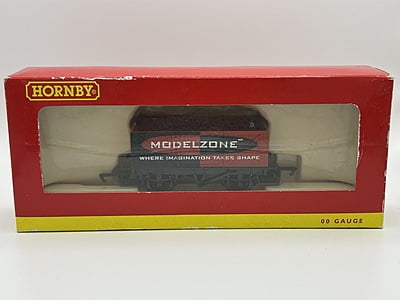 HORNBY
MODELZONE
WHERE IMAGINATION TAKES SHAPE
00 GAUGE